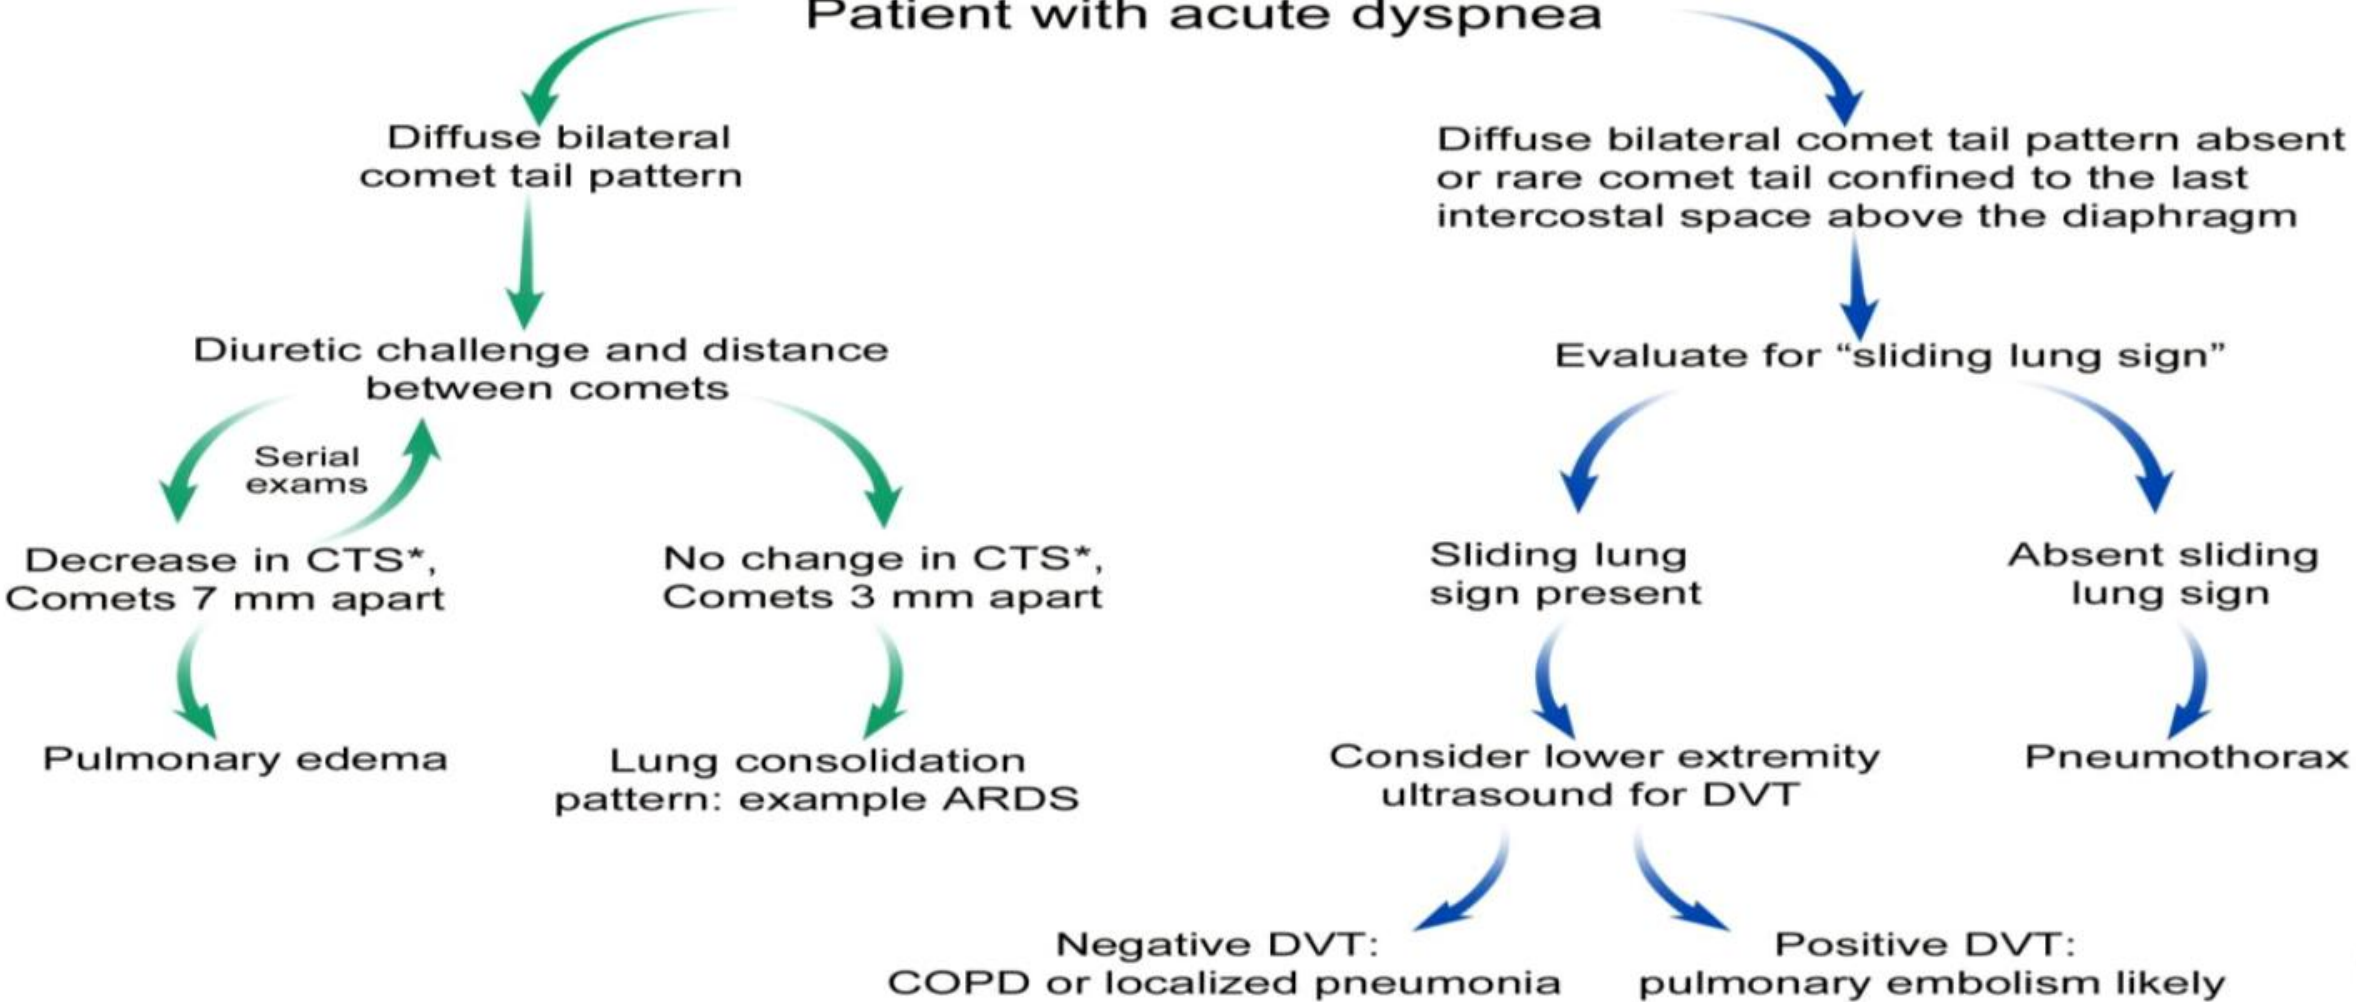 Patient with acute dyspnea
Diffuse bilateral
comet tail pattern
Diffuse bilateral comet tail pattern absent
or rare comet tail confined to the last
intercostal space above the diaphragm
Diuretic challenge and distance
between comets
Evaluate for “sliding lung sign”
Serial
exams
Decrease in CTS*,
Comets 7 mm apart
No change in CTS*,
Comets 3 mm apart
Sliding lung
sign present
Absent sliding
lung sign
Pulmonary edema
Lung consolidation
pattern: example ARDS
Consider lower extremity
ultrasound for DVT
Pneumothorax
Negative DVT:
COPD or localized pneumonia
Positive DVT:
pulmonary embolism likely